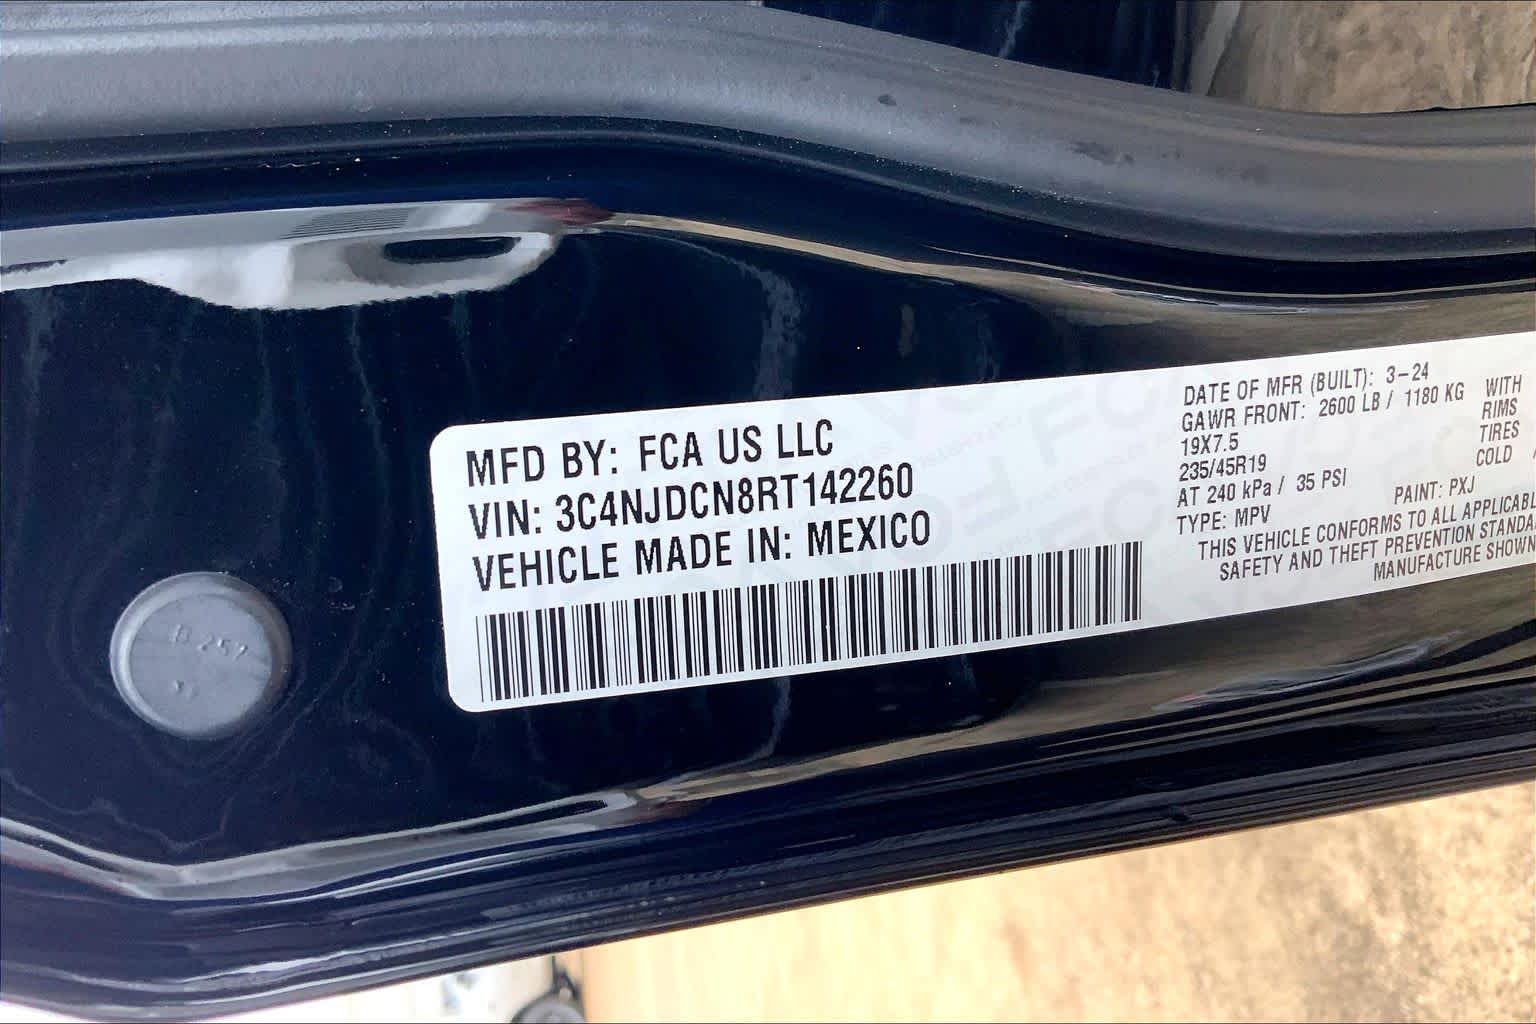 MFD BY: FCA US LLC
VIN: 3C4NJDCN8RT142260
VEHICLE MADE IN: MEXICO
DATE OF MFR (BUILT): 3-24
GAWR FRONT: 2600 LB / 1180 KG WITH
19X7.5 RIMS
235/45R19 TIRES
AT 240 kPa / 35 PSI COLD
TYPE: MPV PAINT: PXJ
THIS VEHICLE CONFORMS TO ALL APPLICABL
SAFETY AND THEFT PREVENTION STANDA
MANUFACTURE SHOWN
B 257